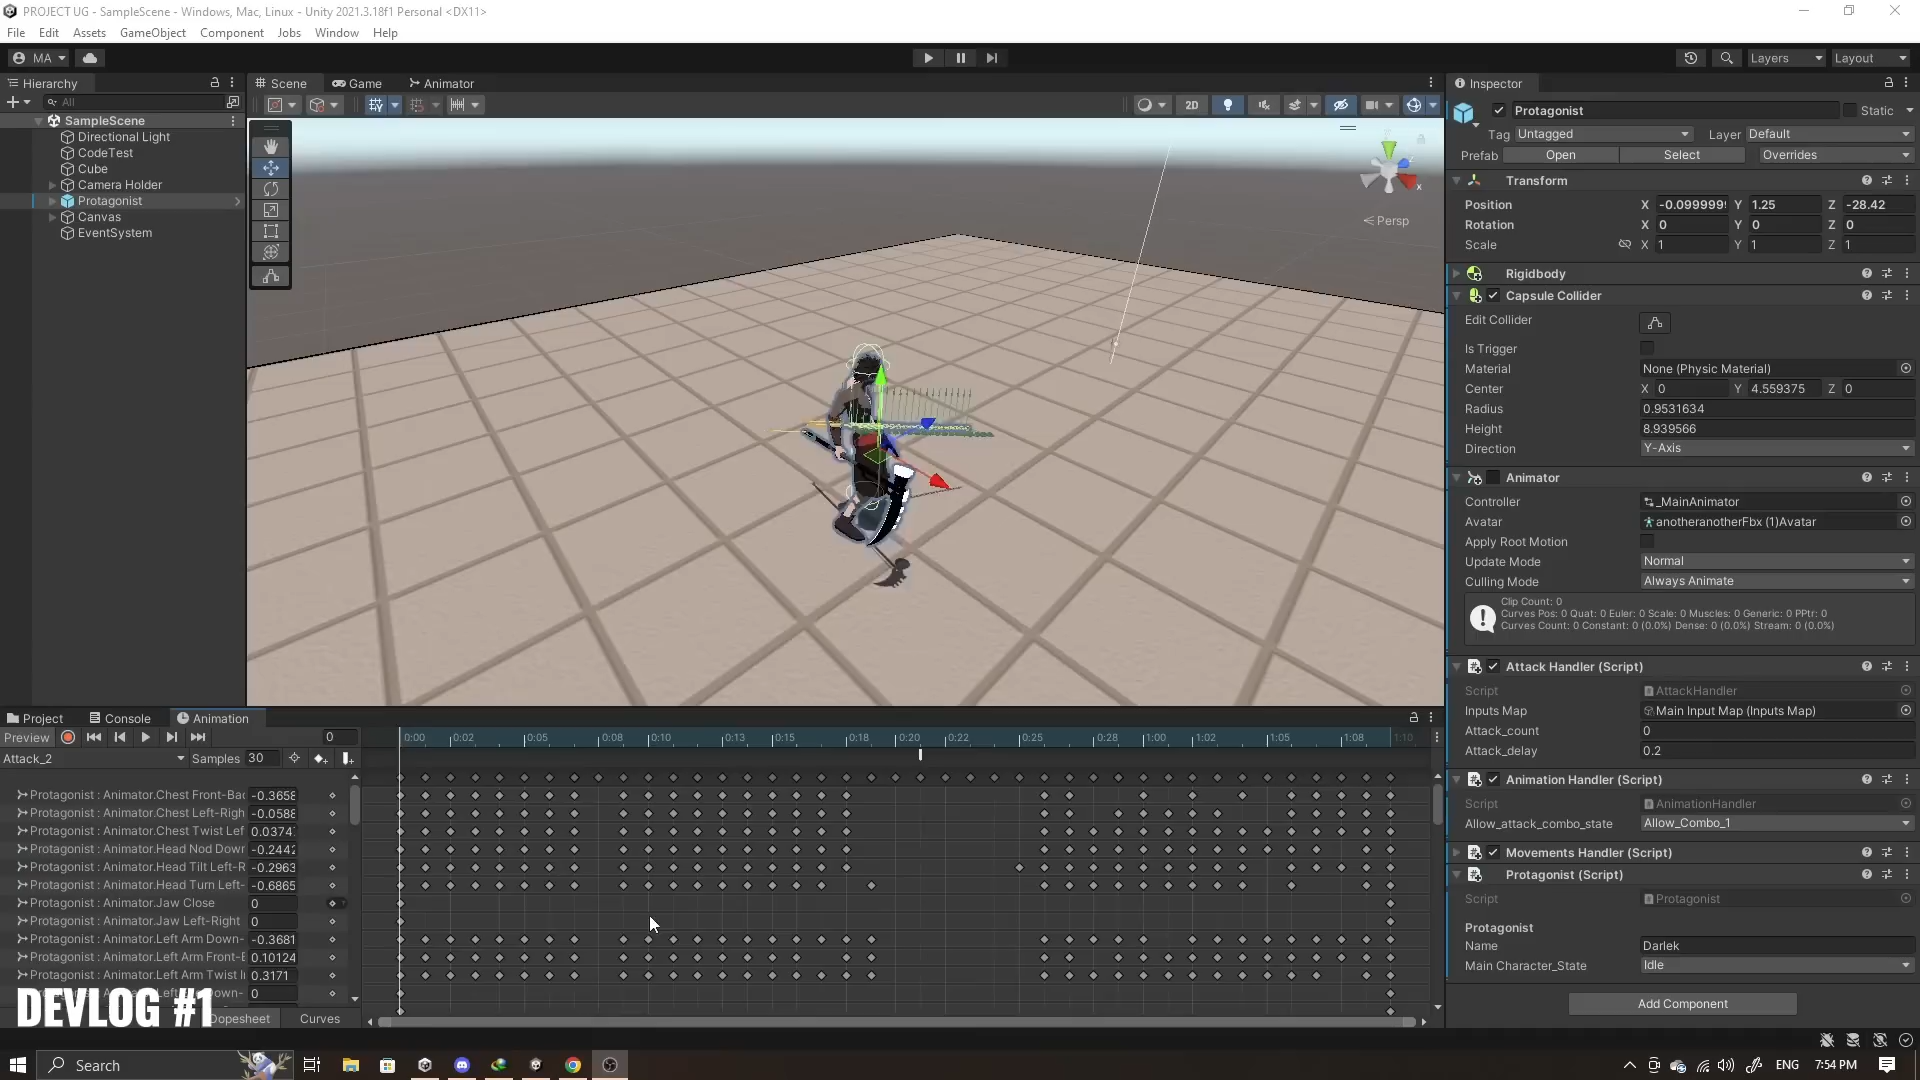 PROJECT UG - SampleScene - Windows, Mac, Linux - Unity 2021.3.18f1 Personal <DX11>
File Edit Assets GameObject Component Jobs Window Help
MA Layers Layout
Hierarchy
All
SampleScene
Directional Light
CodeTest
Cube
Camera Holder
Protagonist
Canvas
EventSystem
Scene Game Animator
2D
x
Persp
Inspector
Protagonist Static
Tag Untagged Layer Default
Prefab Open Select Overrides
Transform
Position X -0.0999999 Y 1.25 Z -28.42
Rotation X 0 Y 0 Z 0
Scale X 1 Y 1 Z 1
Rigidbody
Capsule Collider
Edit Collider
Is Trigger
Material None (Physic Material)
Center X 0 Y 4.559375 Z 0
Radius 0.9531634
Height 8.939566
Direction Y-Axis
Animator
Controller _MainAnimator
Avatar anotheranotherFbx (1)Avatar
Apply Root Motion
Update Mode Normal
Culling Mode Always Animate
Clip Count: 0
Curves Pos: 0 Quat: 0 Euler: 0 Scale: 0 Muscles: 0 Generic: 0 PPtr: 0
Curves Count: 0 Constant: 0 (0.0%) Dense: 0 (0.0%) Stream: 0 (0.0%)
Attack Handler (Script)
Script AttackHandler
Inputs Map Main Input Map (Inputs Map)
Attack_count 0
Attack_delay 0.2
Animation Handler (Script)
Script AnimationHandler
Allow_attack_combo_state Allow_Combo_1
Movements Handler (Script)
Protagonist (Script)
Script Protagonist
Protagonist
Name Darlek
Main Character_State Idle
Add Component
Project Console Animation
Preview 0
0:00 0:02 0:05 0:08 0:10 0:13 0:15 0:18 0:20 0:22 0:25 0:28 1:00 1:02 1:05 1:08 1:10
Attack_2 Samples 30
Protagonist : Animator.Chest Front-Bac -0.3658
Protagonist : Animator.Chest Left-Righ -0.0588
Protagonist : Animator.Chest Twist Lef 0.0374
Protagonist : Animator.Head Nod Down -0.2442
Protagonist : Animator.Head Tilt Left-R -0.2963
Protagonist : Animator.Head Turn Left- -0.6865
Protagonist : Animator.Jaw Close 0
Protagonist : Animator.Jaw Left-Right 0
Protagonist : Animator.Left Arm Down- -0.3681
Protagonist : Animator.Left Arm Front-B 0.10124
Protagonist : Animator.Left Arm Twist I 0.3171
0
DEVLOG #1
Dopesheet Curves
Search
ENG 7:54 PM